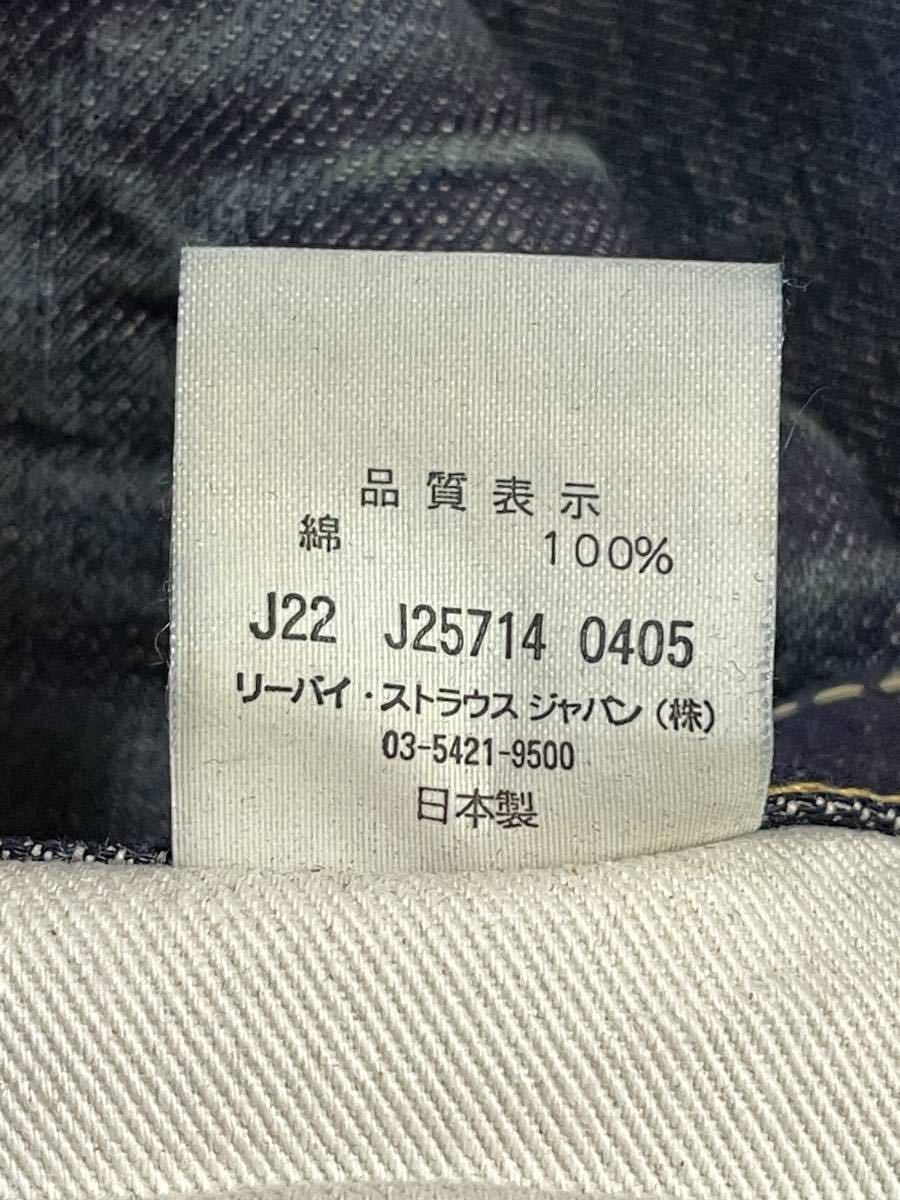 品質表示
綿 100%
J22 J25714 0405
リーバイ・ストラウス ジャパン (株)
03-5421-9500
日本製